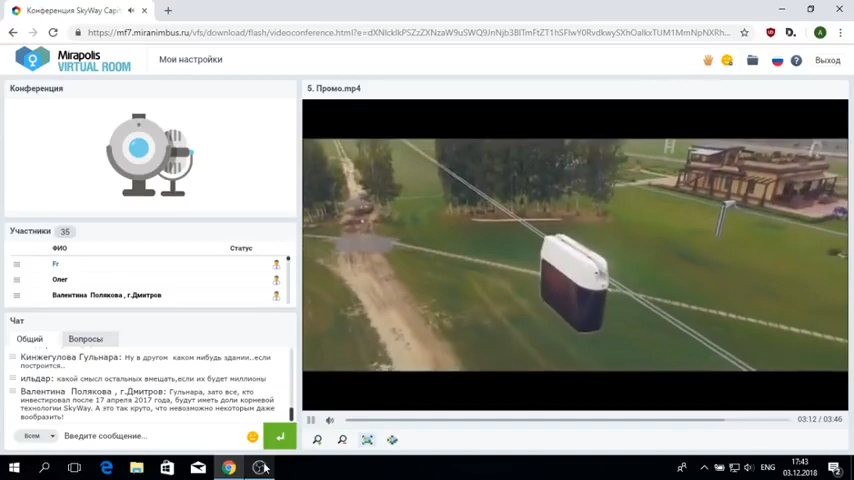 Конференция SkyWay Capit
https://mf7.miranimbus.ru/vfs/download/flash/videoconference.html?e=
Mirapolis
VIRTUAL ROOM
Мои настройки
Выход
Конференция
5. Промо.mp4
Участники 35
ФИО Статус
Fr
Олег
Валентина Полякова , г.Дмитров
Чат
Общий Вопросы
Кинжегулова Гульнара: Ну в другом каком нибудь здании..если
построится..
ильдар: какой смысл остальных вмещать,если их будет миллионы
Валентина Полякова , г.Дмитров: Гульнара, зато все, кто
инвестировал после 17 апреля 2017 года, будут иметь доли корневой
технологии SkyWay. А это так круто, что невозможно некоторым даже
вообразить!
Всем Введите сообщение...
03:12 / 03:46
ENG
17:43
03.12.2018